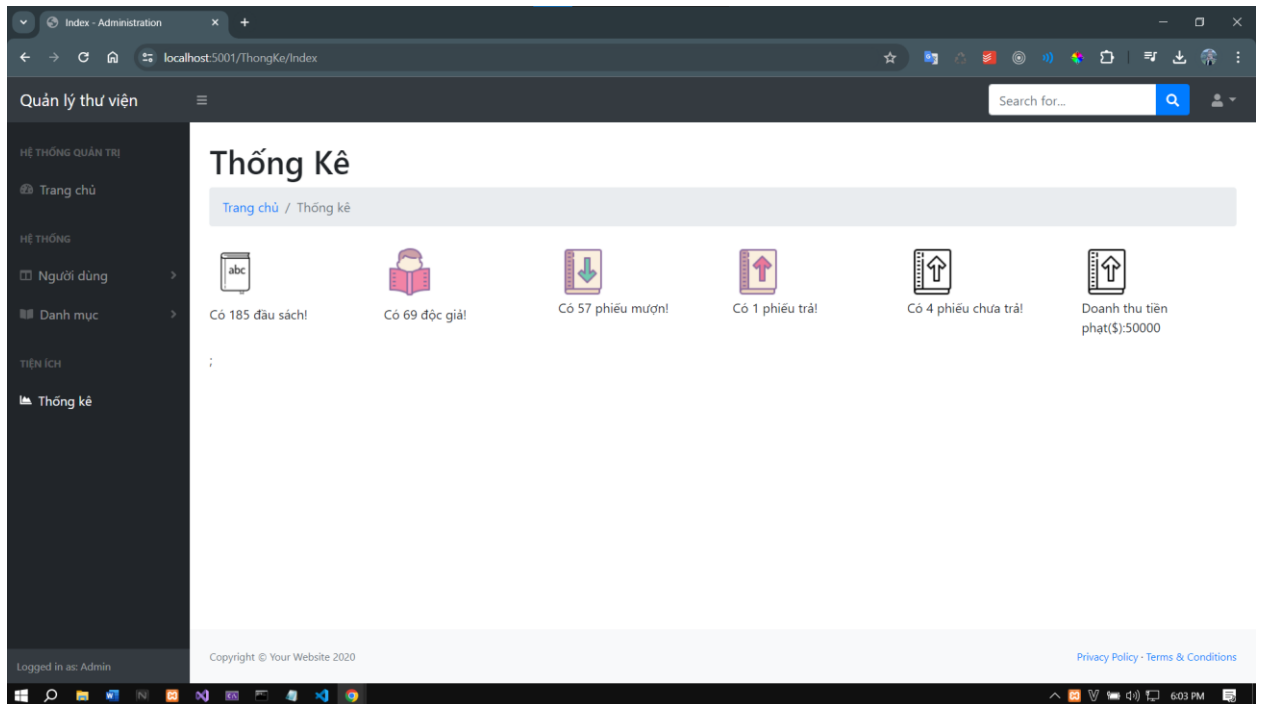 Index - Administration
localhost:5001/ThongKe/Index
Quản lý thư viện
Search for...
HỆ THỐNG QUẢN TRỊ
Trang chủ
HỆ THỐNG
Người dùng
Danh mục
TIỆN ÍCH
Thống kê
Logged in as: Admin
Thống Kê
Trang chủ / Thống kê
abc
Có 185 đầu sách!
Có 69 độc giả!
Có 57 phiếu mượn!
Có 1 phiếu trả!
Có 4 phiếu chưa trả!
Doanh thu tiền
phạt($):50000
;
Copyright © Your Website 2020
Privacy Policy · Terms & Conditions
6:03 PM